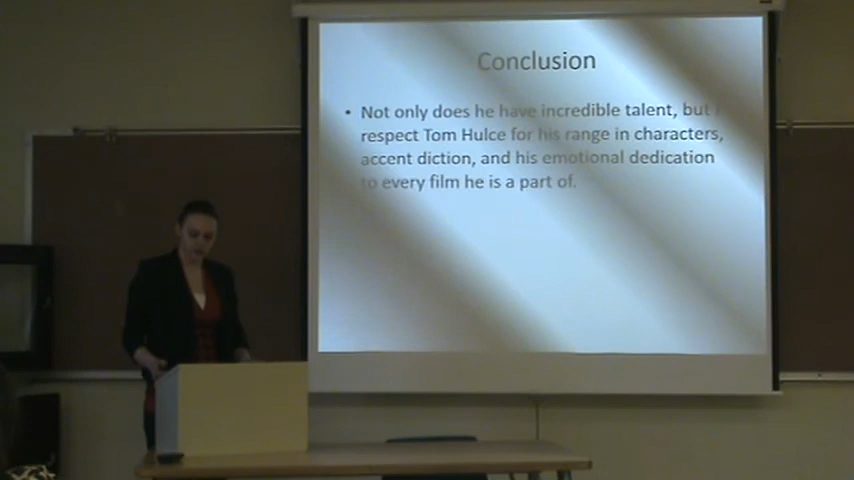 Conclusion
• Not only does he have incredible talent, but I
respect Tom Hulce for his range in characters,
accent diction, and his emotional dedication
to every film he is a part of.